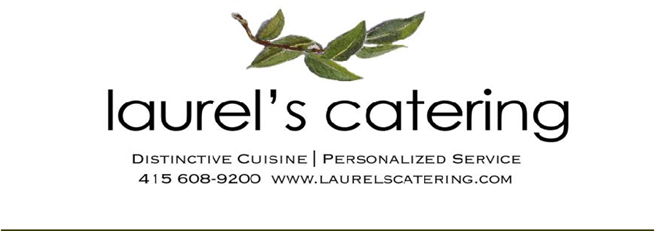 laurel's catering
DISTINCTIVE CUISINE | PERSONALIZED SERVICE
415 608-9200 WWW.LAURELSCATERING.COM